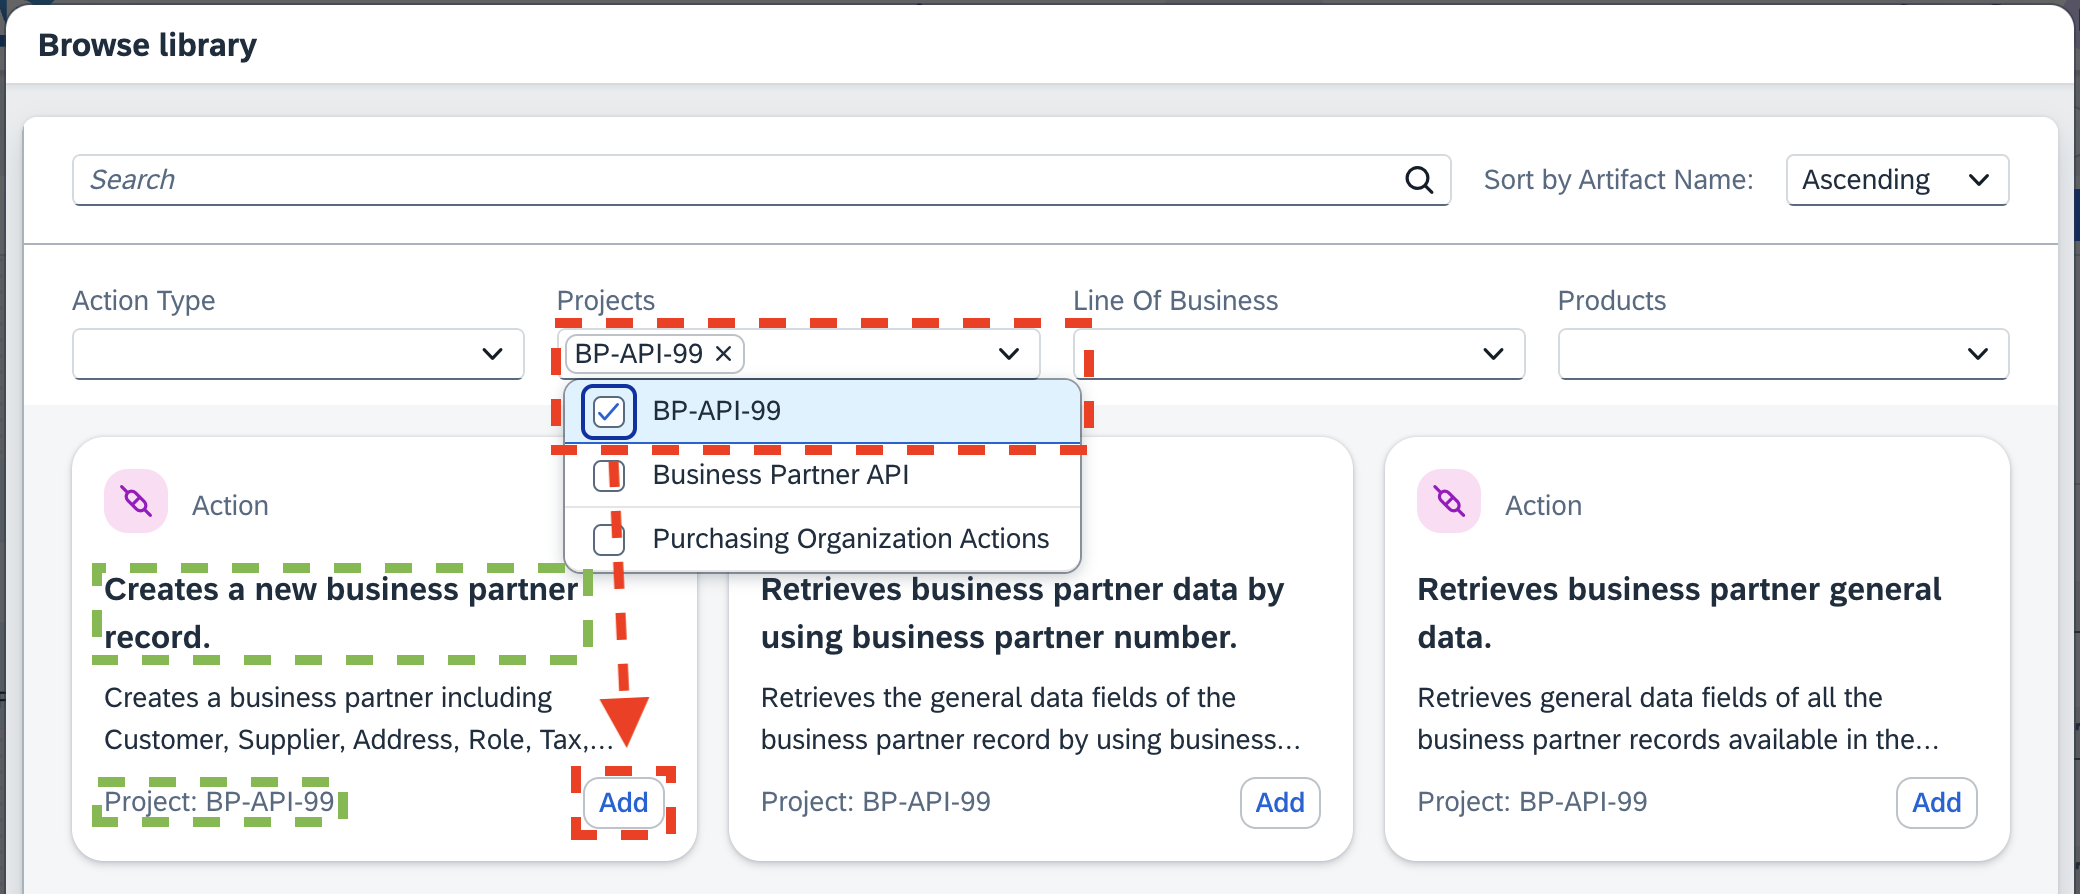 Browse library
Search
Sort by Artifact Name:
Ascending
Action Type
Projects
Line Of Business
Products
BP-API-99
BP-API-99
Business Partner API
Purchasing Organization Actions
Action
Creates a new business partner
record.
Creates a business partner including
Customer, Supplier, Address, Role, Tax,...
Project: BP-API-99
Add
Retrieves business partner data by
using business partner number.
Retrieves the general data fields of the
business partner record by using business...
Project: BP-API-99
Add
Action
Retrieves business partner general
data.
Retrieves general data fields of all the
business partner records available in the...
Project: BP-API-99
Add